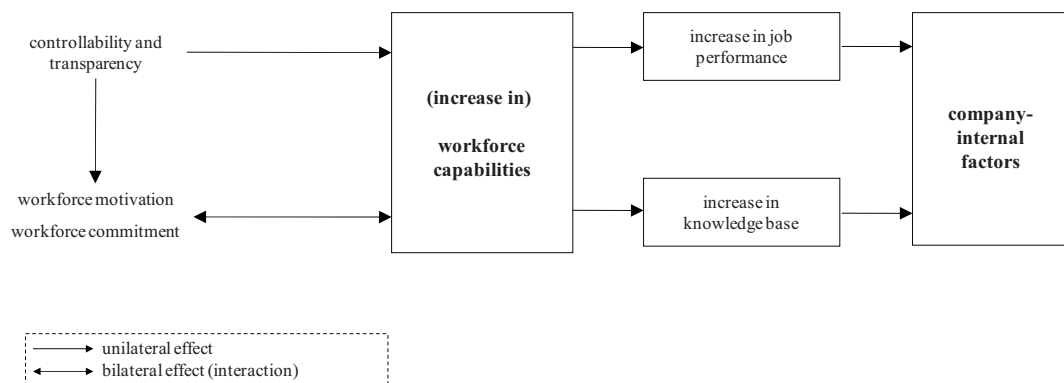 controllability and
transparency
workforce motivation
workforce commitment
(increase in)
workforce
capabilities
increase in job
performance
increase in
knowledge base
company-
internal
factors
unilateral effect
bilateral effect (interaction)